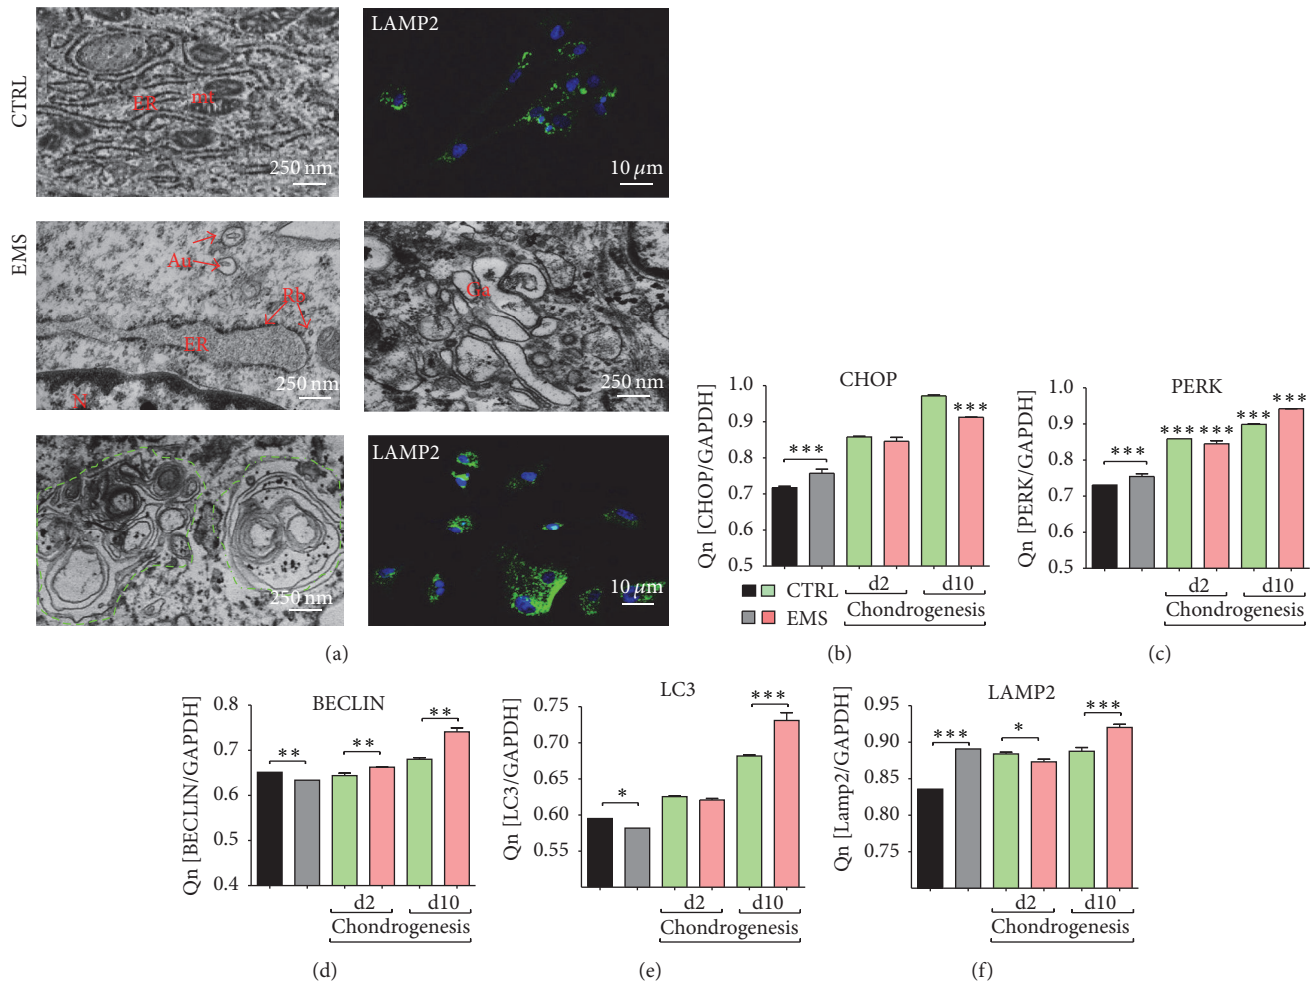 CTRL
ER
mt
250 nm
LAMP2
10 μm
EMS
Au
Rb
ER
N
250 nm
Ga
250 nm
250 nm
LAMP2
10 μm
(a)
CHOP
Qn [CHOP/GAPDH]
1.0
0.9
0.8
0.7
0.6
0.5
***
***
d2
d10
Chondrogenesis
CTRL
EMS
(b)
PERK
Qn [PERK/GAPDH]
1.0
0.9
0.8
0.7
0.6
0.5
***
***
***
***
***
d2
d10
Chondrogenesis
(c)
BECLIN
Qn [BECLIN/GAPDH]
0.8
0.7
0.6
0.5
0.4
**
**
**
d2
d10
Chondrogenesis
(d)
LC3
Qn [LC3/GAPDH]
0.75
0.70
0.65
0.60
0.55
*
***
d2
d10
Chondrogenesis
(e)
LAMP2
Qn [Lamp2/GAPDH]
0.95
0.90
0.85
0.80
0.75
***
*
***
d2
d10
Chondrogenesis
(f)